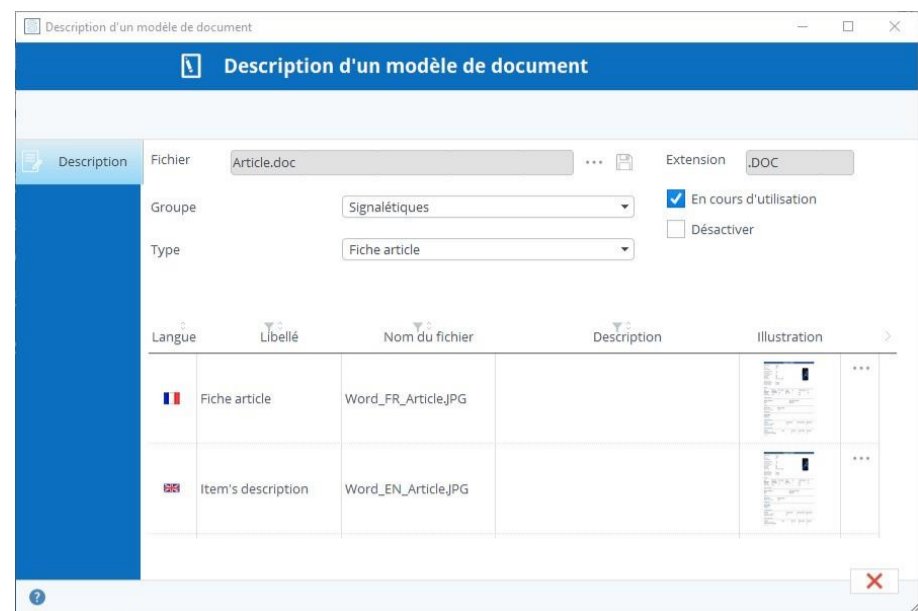 Description d'un modèle de document
Description d'un modèle de document
Description
Fichier
Article.doc
Extension
.DOC
Groupe
Signalétiques
En cours d'utilisation
Désactiver
Type
Fiche article
Langue
Libellé
Nom du fichier
Description
Illustration
Fiche article
Word_FR_Article.JPG
Item's description
Word_EN_Article.JPG